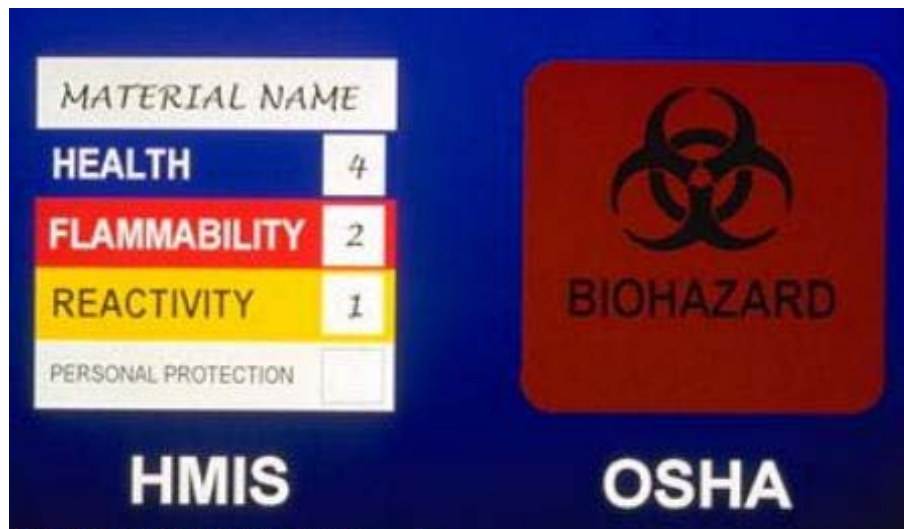 MATERIAL NAME
HEALTH 4
FLAMMABILITY 2
REACTIVITY 1
PERSONAL PROTECTION
HMIS
BIOHAZARD
OSHA